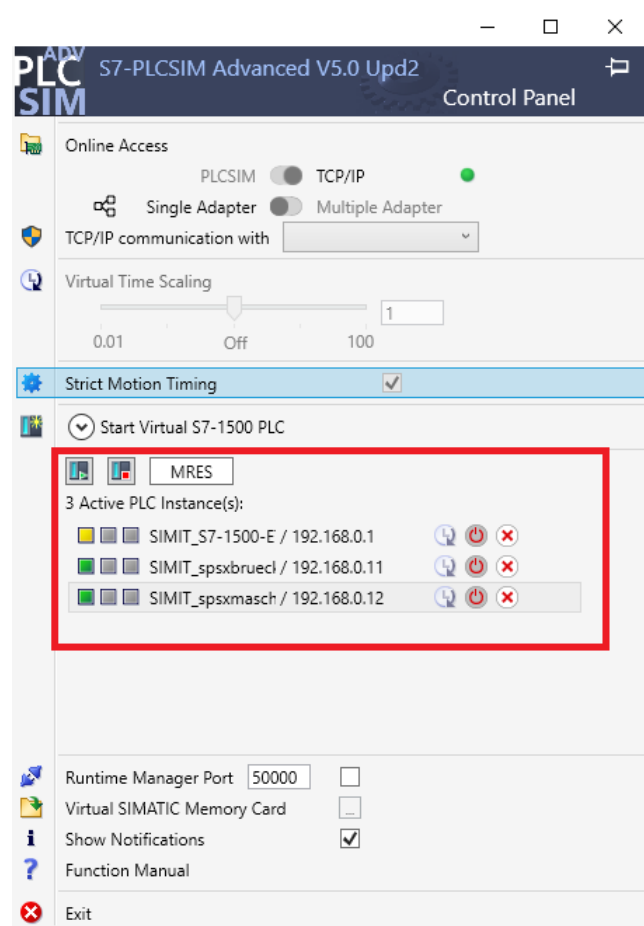 PLC ADV
SIM
S7-PLCSIM Advanced V5.0 Upd2
Control Panel
Online Access
PLCSIM TCP/IP
Single Adapter Multiple Adapter
TCP/IP communication with
Virtual Time Scaling
1
0.01 Off 100
Strict Motion Timing
Start Virtual S7-1500 PLC
MRES
3 Active PLC Instance(s):
SIMIT_S7-1500-E / 192.168.0.1
SIMIT_spsxbrueck / 192.168.0.11
SIMIT_spsxmasch / 192.168.0.12
Runtime Manager Port 50000
Virtual SIMATIC Memory Card ...
Show Notifications
Function Manual
Exit